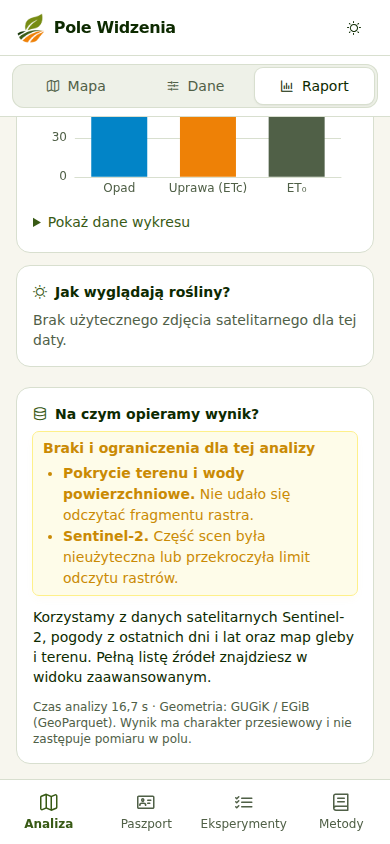 Pole Widzenia
Mapa
Dane
Raport
30
0
Opad
Uprawa (ETc)
ET₀
Pokaż dane wykresu
Jak wyglądają rośliny?
Brak użytecznego zdjęcia satelitarnego dla tej
daty.
Na czym opieramy wynik?
Braki i ograniczenia dla tej analizy
• Pokrycie terenu i wody
powierzchniowe. Nie udało się
odczytać fragmentu rastra.
• Sentinel-2. Część scen była
nieużyteczna lub przekroczyła limit
odczytu rastrów.
Korzystamy z danych satelitarnych Sentinel-
2, pogody z ostatnich dni i lat oraz map gleby
i terenu. Pełną listę źródeł znajdziesz w
widoku zaawansowanym.
Czas analizy 16,7 s · Geometria: GUGiK / EGiB
(GeoParquet). Wynik ma charakter przesiewowy i nie
zastępuje pomiaru w polu.
Analiza
Paszport
Eksperymenty
Metody